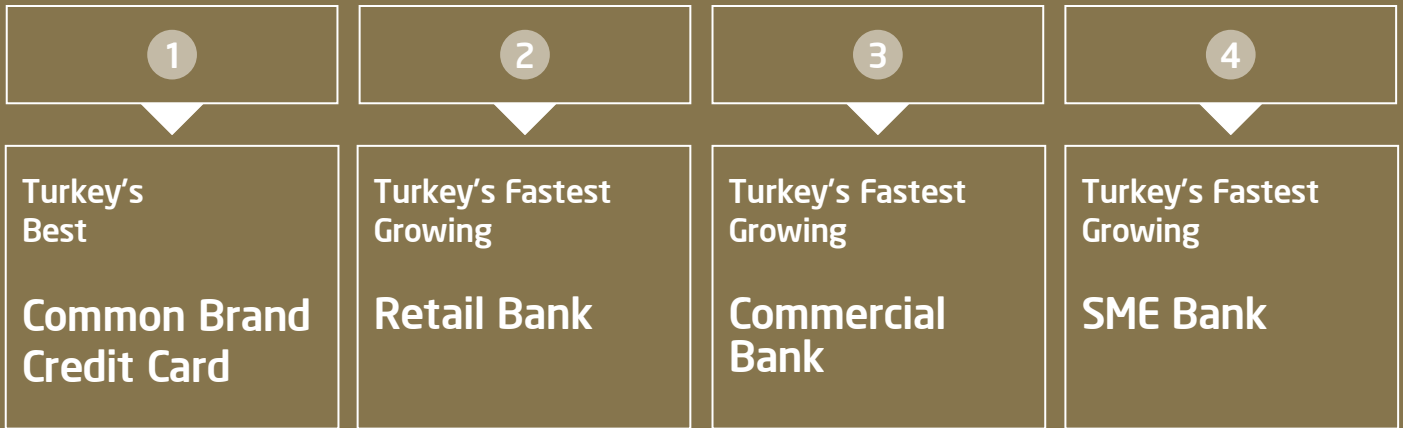 1
2
3
4
Turkey’s
Best
Common Brand
Credit Card
Turkey’s Fastest
Growing
Retail Bank
Turkey’s Fastest
Growing
Commercial
Bank
Turkey’s Fastest
Growing
SME Bank